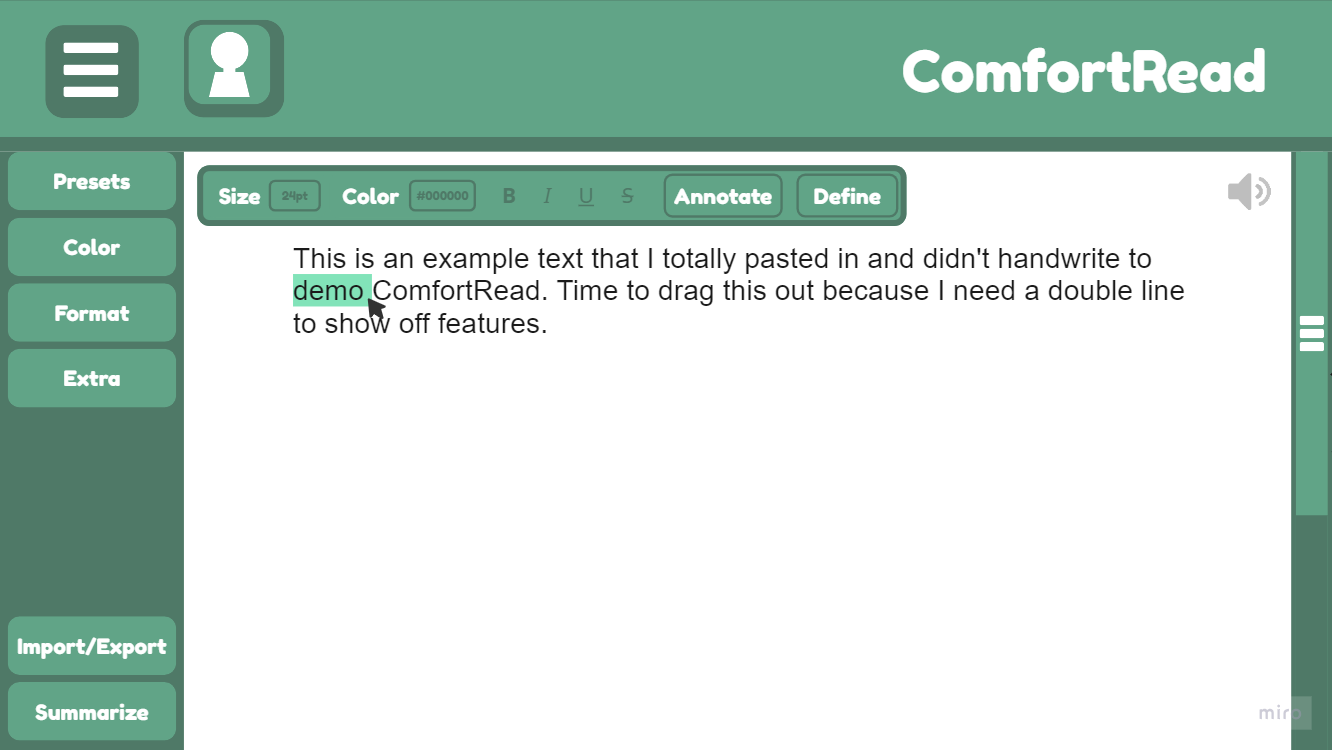 ComfortRead
Presets
Color
Format
Extra
Import/Export
Summarize
Size 24pt Color #000000 B I U S Annotate Define
This is an example text that I totally pasted in and didn't handwrite to
demo ComfortRead. Time to drag this out because I need a double line
to show off features.
miro